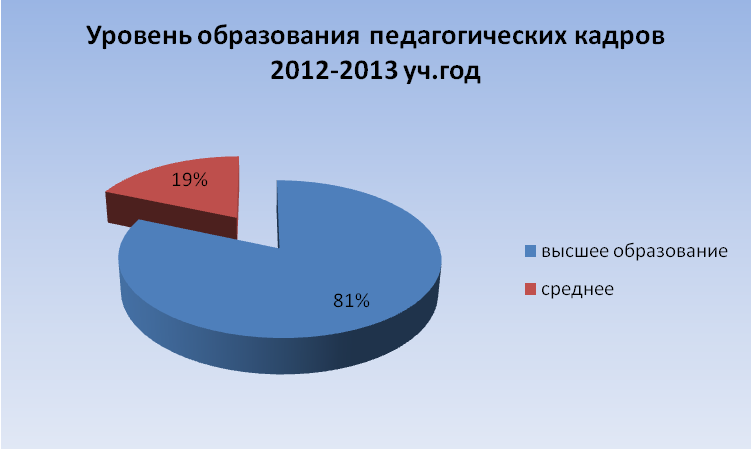 Уровень образования педагогических кадров
2012-2013 уч.год
19%
81%
высшее образование
среднее